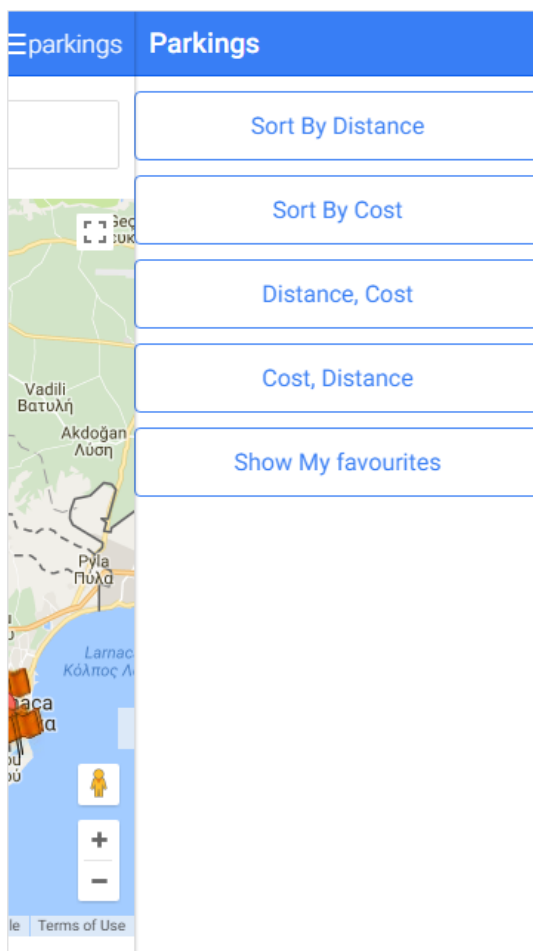 parkings
Parkings
Sort By Distance
Sort By Cost
Distance, Cost
Cost, Distance
Show My favourites
Vadili
Βατυλή
Akdoğan
Λύση
Pyla
Πύλα
Κόλπος
+
−
Terms of Use